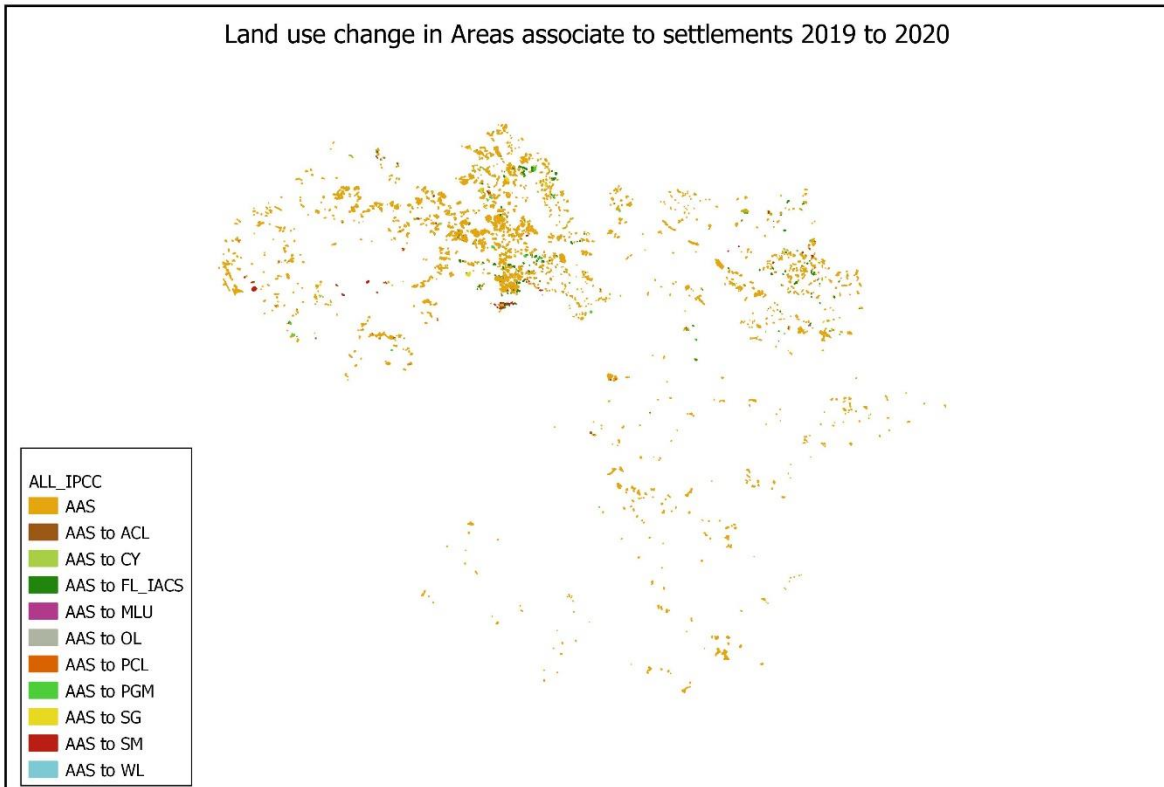 Land use change in Areas associate to settlements 2019 to 2020
ALL_IPCC
AAS
AAS to ACL
AAS to CY
AAS to FL_IACS
AAS to MLU
AAS to OL
AAS to PCL
AAS to PGM
AAS to SG
AAS to SM
AAS to WL